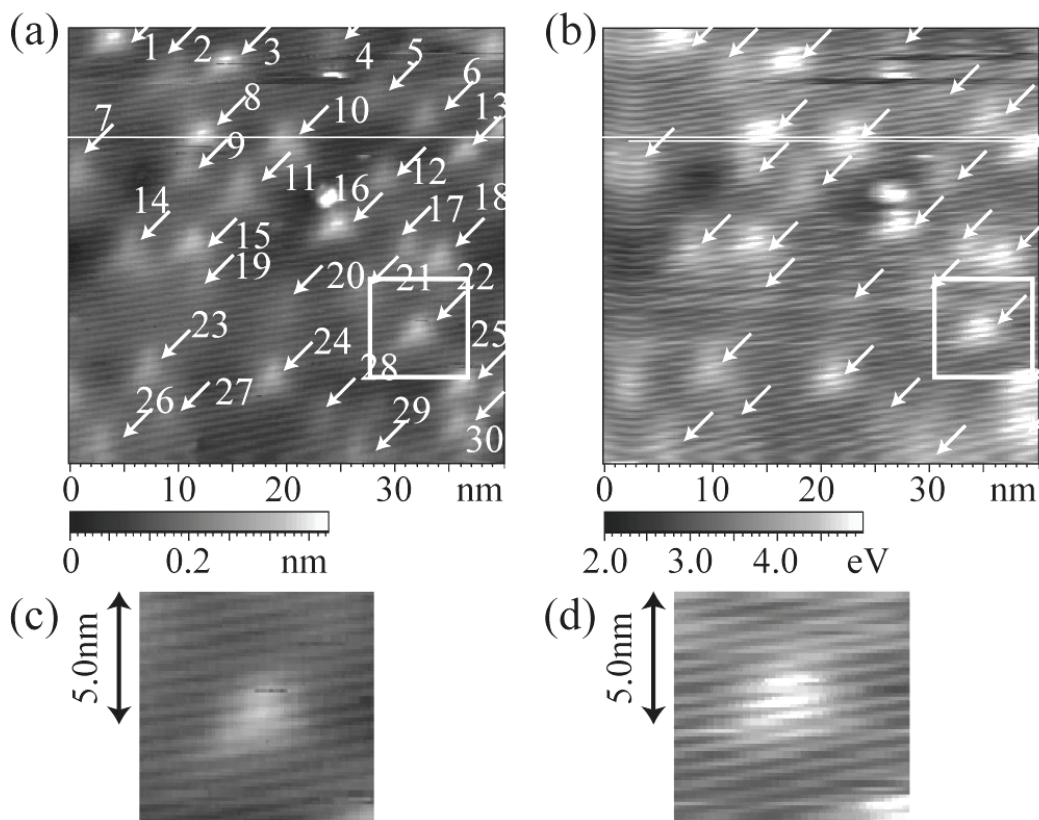 (a)
1 2 3 4 5 6
7 8 9 10 11 12 13
14 15 16 17 18
19 20 21 22
23 24 25
26 27 28 29 30
0 10 20 30 nm
0 0.2 nm
(b)
0 10 20 30 nm
2.0 3.0 4.0 eV
(c)
5.0nm
(d)
5.0nm